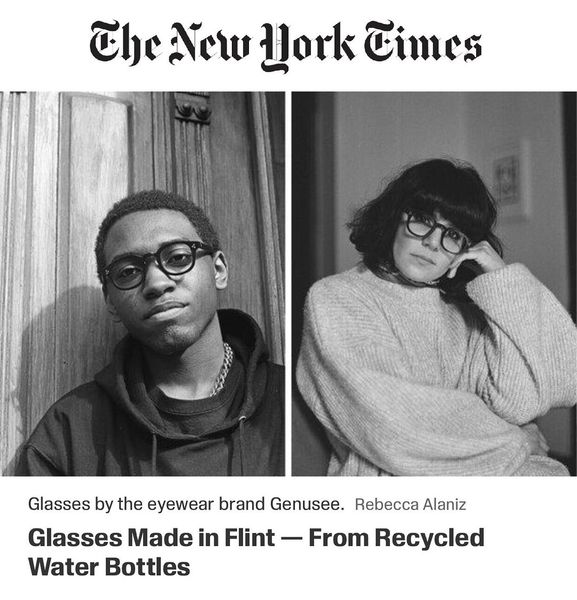 The New York Times
Glasses by the eyewear brand Genusee. Rebecca Alaniz
Glasses Made in Flint — From Recycled
Water Bottles